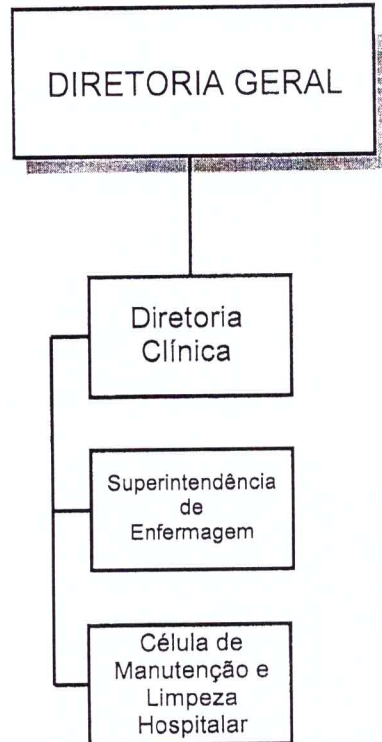 DIRETORIA GERAL
Diretoria
Clínica
Superintendência
de
Enfermagem
Célula de
Manutenção e
Limpeza
Hospitalar